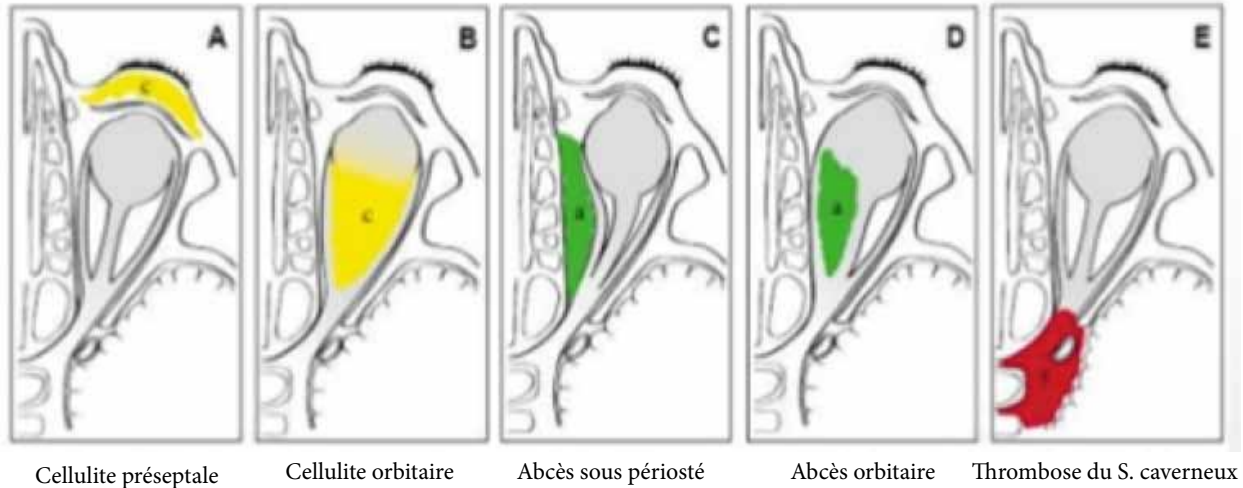 A
B
C
D
E
c
c
a
a
Cellulite préseptale
Cellulite orbitaire
Abcès sous périosté
Abcès orbitaire
Thrombose du S. caverneux